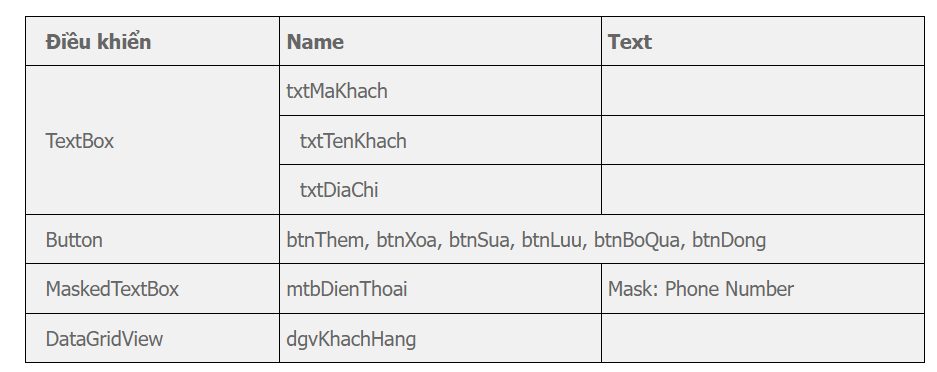 Điều khiển Name Text
txtMaKhach
TextBox txtTenKhach
txtDiaChi
Button btnThem, btnXoa, btnSua, btnLuu, btnBoQua, btnDong
MaskedTextBox mtbDienThoai Mask: Phone Number
DataGridView dgvKhachHang